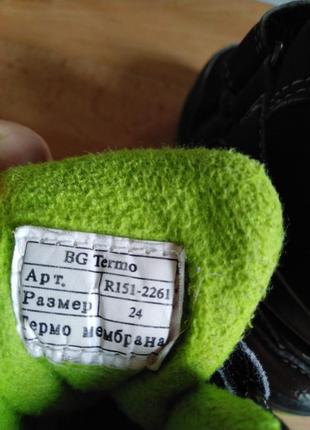 BG Termo
Арт. R151-2261
Размер 24
Термо мембрана